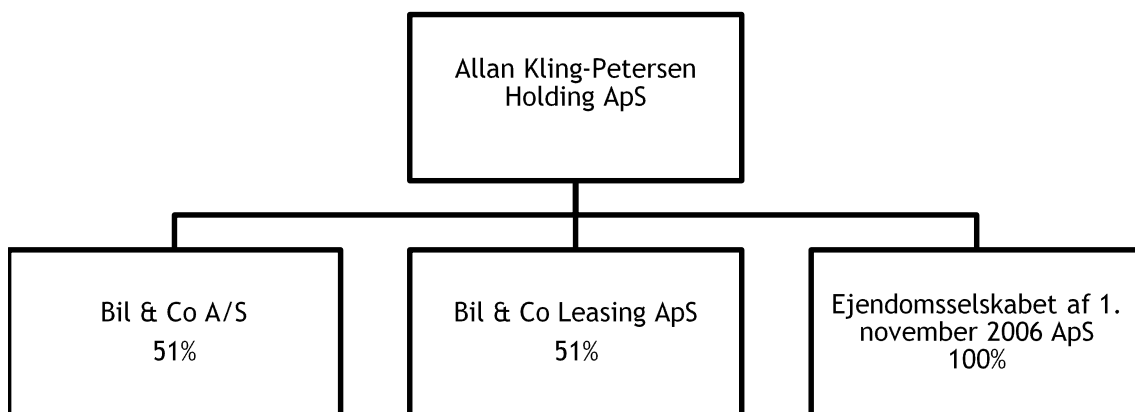 Allan Kling-Petersen
Holding ApS
Bil & Co A/S
51%
Bil & Co Leasing ApS
51%
Ejendomsselskabet af 1.
november 2006 ApS
100%